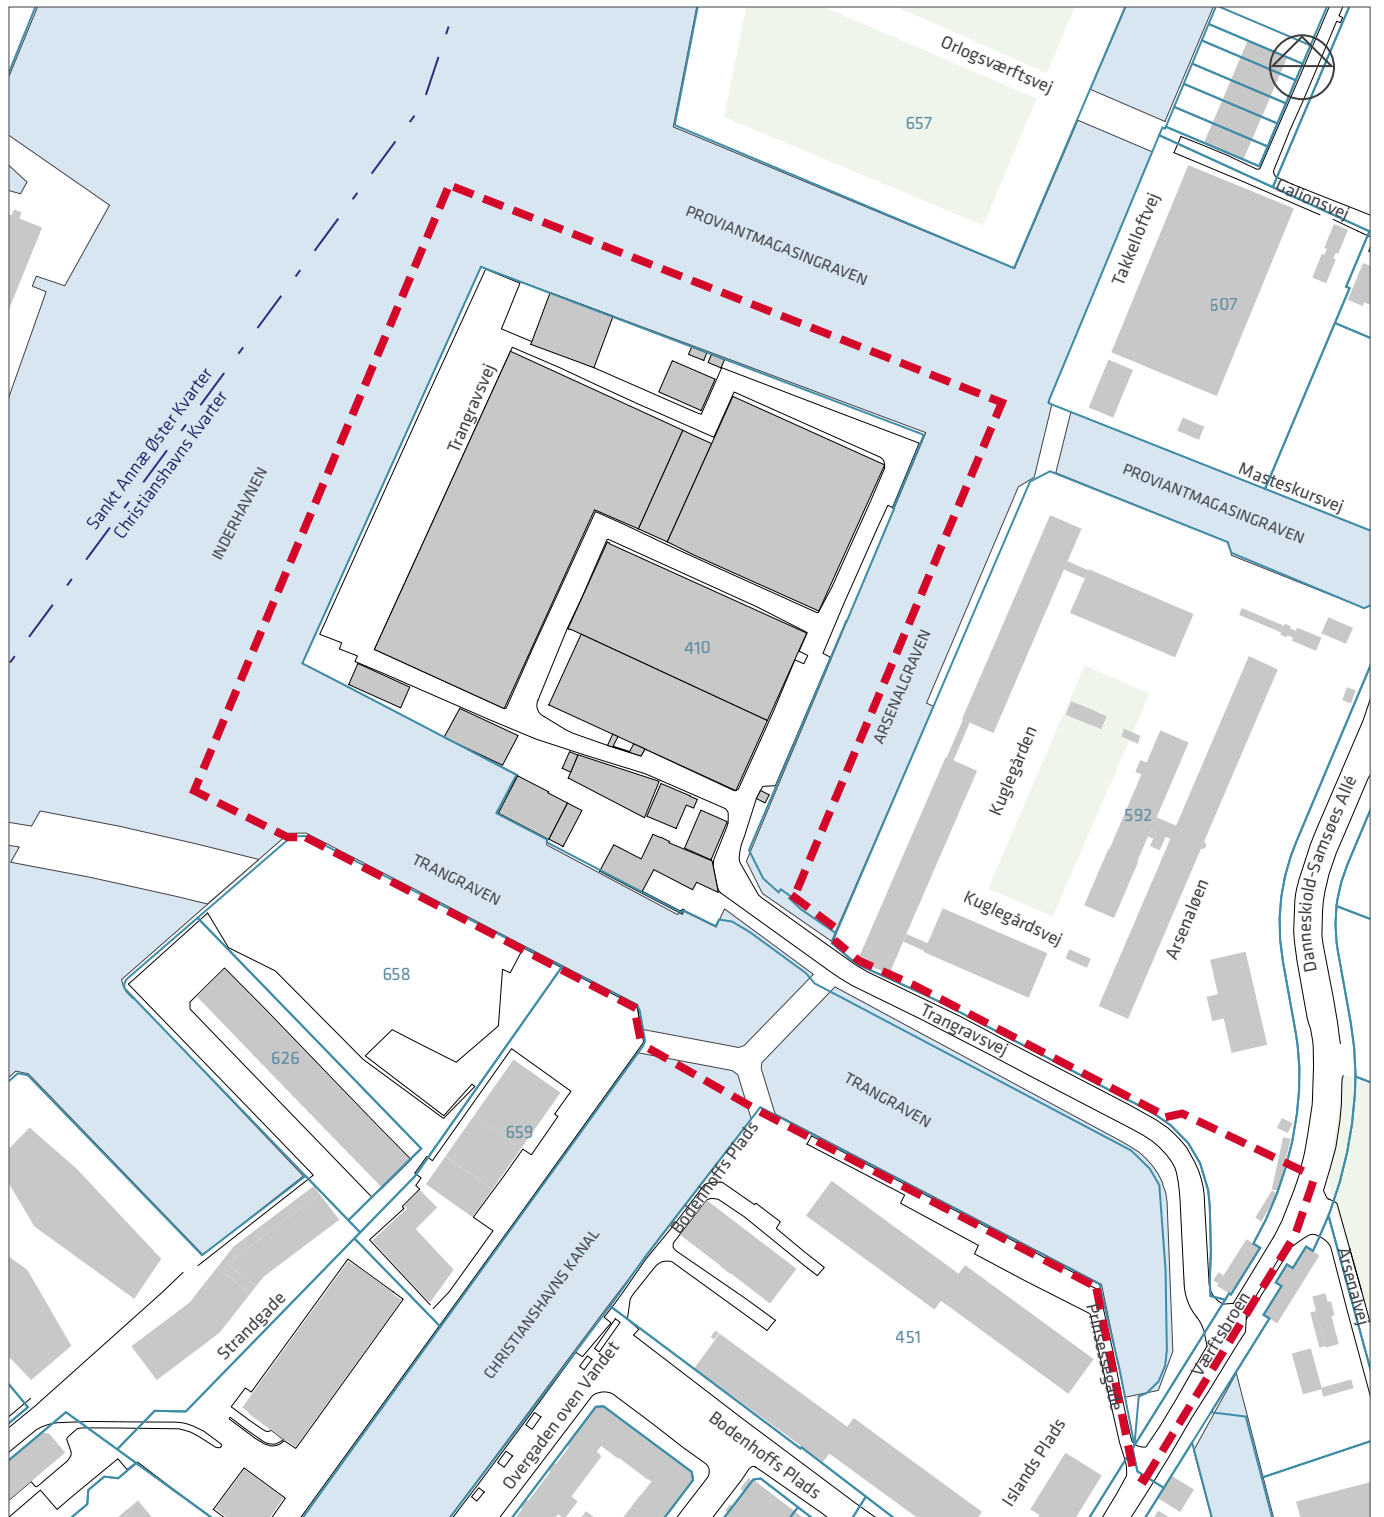 Orlogsværftsvej
657
Galionsvej
PROVIANTMAGASINGRAVEN
Takkelloftvej
607
Trangravsvej
Sankt Annæ Øster Kvarter
Christianshavns Kvarter
INDERHAVNEN
Masteskursvej
PROVIANTMAGASINGRAVEN
410
ARSENALGRAVEN
Kuglegården
592
Danneskiold-Samsøes Allé
TRANGRAVEN
Kuglegårdsvej
Arsenaløen
658
Trangravsvej
626
TRANGRAVEN
659
Bodenhoffs Plads
CHRISTIANSHAVNS KANAL
Strandgade
451
Prinsessegade
Værftsbroen
Arsenalvej
Overgaden oven Vandet
Bodenhoffs Plads
Islands Plads